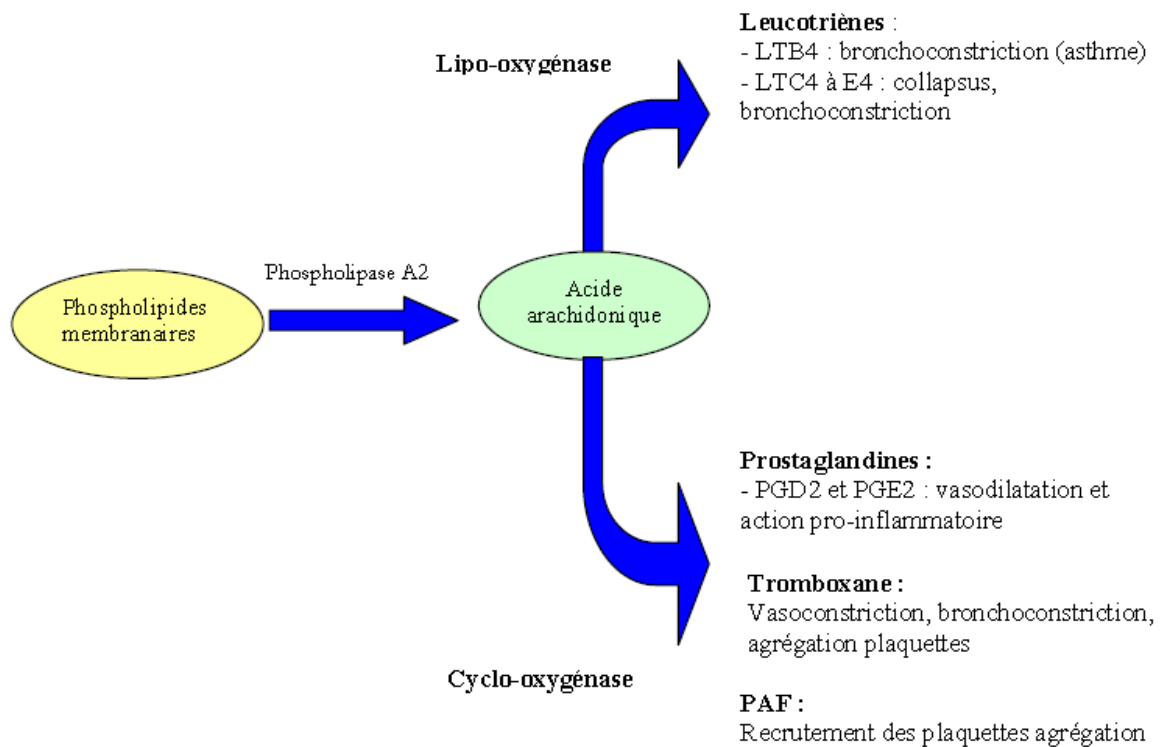 Lipo-oxygénase
Leucotriènes :
- LTB4 : bronchoconstriction (asthme)
- LTC4 à E4 : collapsus,
bronchoconstriction
Phospholipides
membranaires
Phospholipase A2
Acide
arachidonique
Cyclo-oxygénase
Prostaglandines :
- PGD2 et PGE2 : vasodilatation et
action pro-inflammatoire
Tromboxane :
Vasoconstriction, bronchoconstriction,
agrégation plaquettes
PAF :
Recrutement des plaquettes agrégation